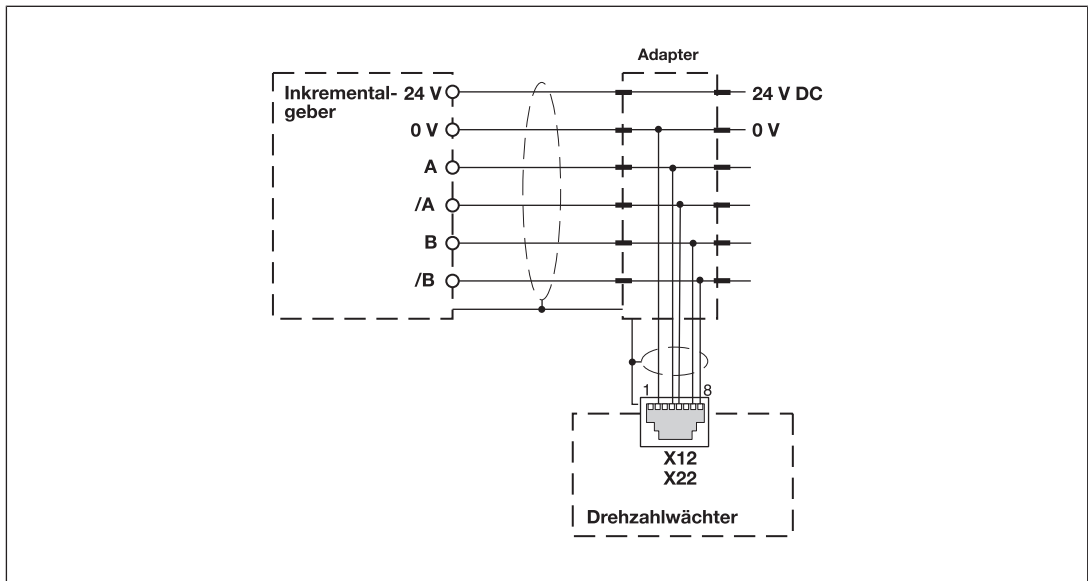 Adapter
Inkremental-
geber
24 V
24 V DC
0 V
0 V
A
/A
B
/B
1
8
X12
X22
Drehzahlwächter